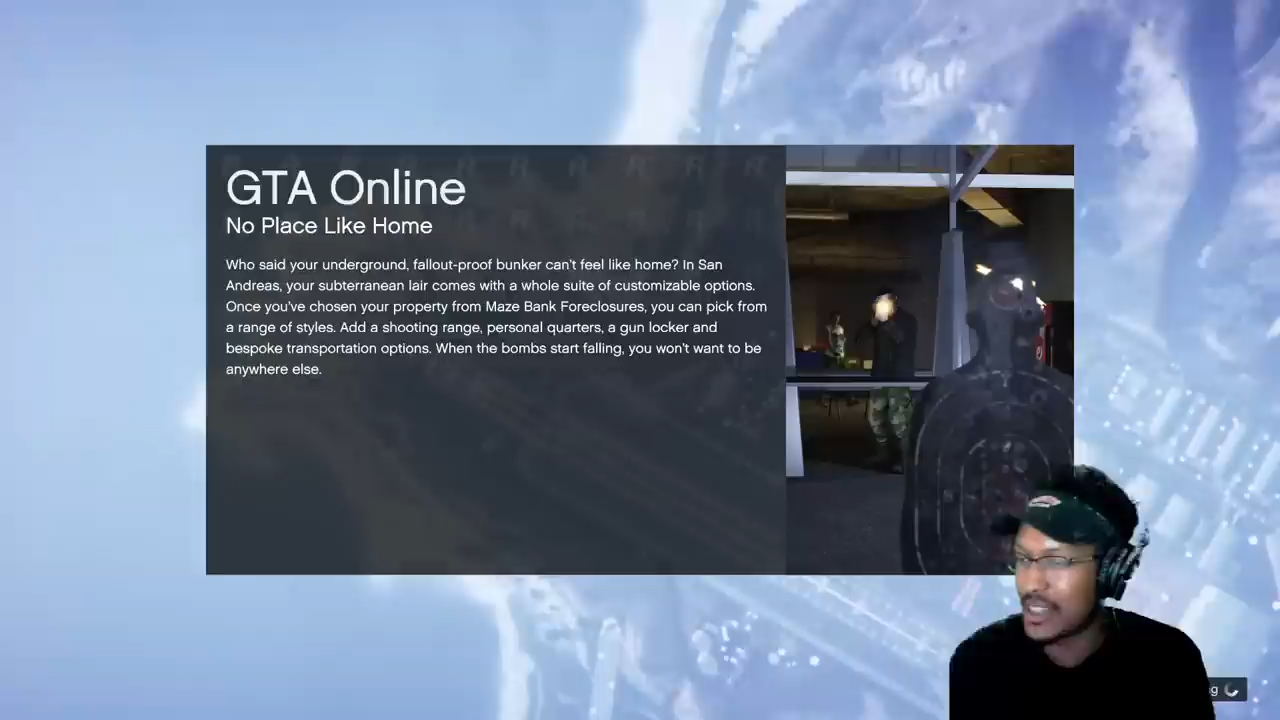 GTA Online
No Place Like Home
Who said your underground, fallout-proof bunker can't feel like home? In San
Andreas, your subterranean lair comes with a whole suite of customizable options.
Once you've chosen your property from Maze Bank Foreclosures, you can pick from
a range of styles. Add a shooting range, personal quarters, a gun locker and
bespoke transportation options. When the bombs start falling, you won't want to be
anywhere else.